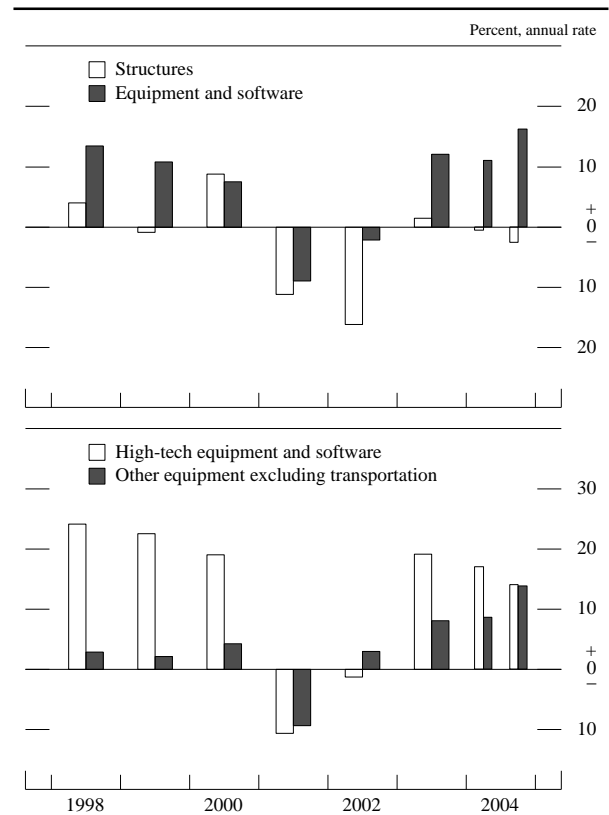 Percent, annual rate
Structures
Equipment and software
20
10
+
0
–
10
20
High-tech equipment and software
Other equipment excluding transportation
30
20
10
+
0
–
10
1998 2000 2002 2004